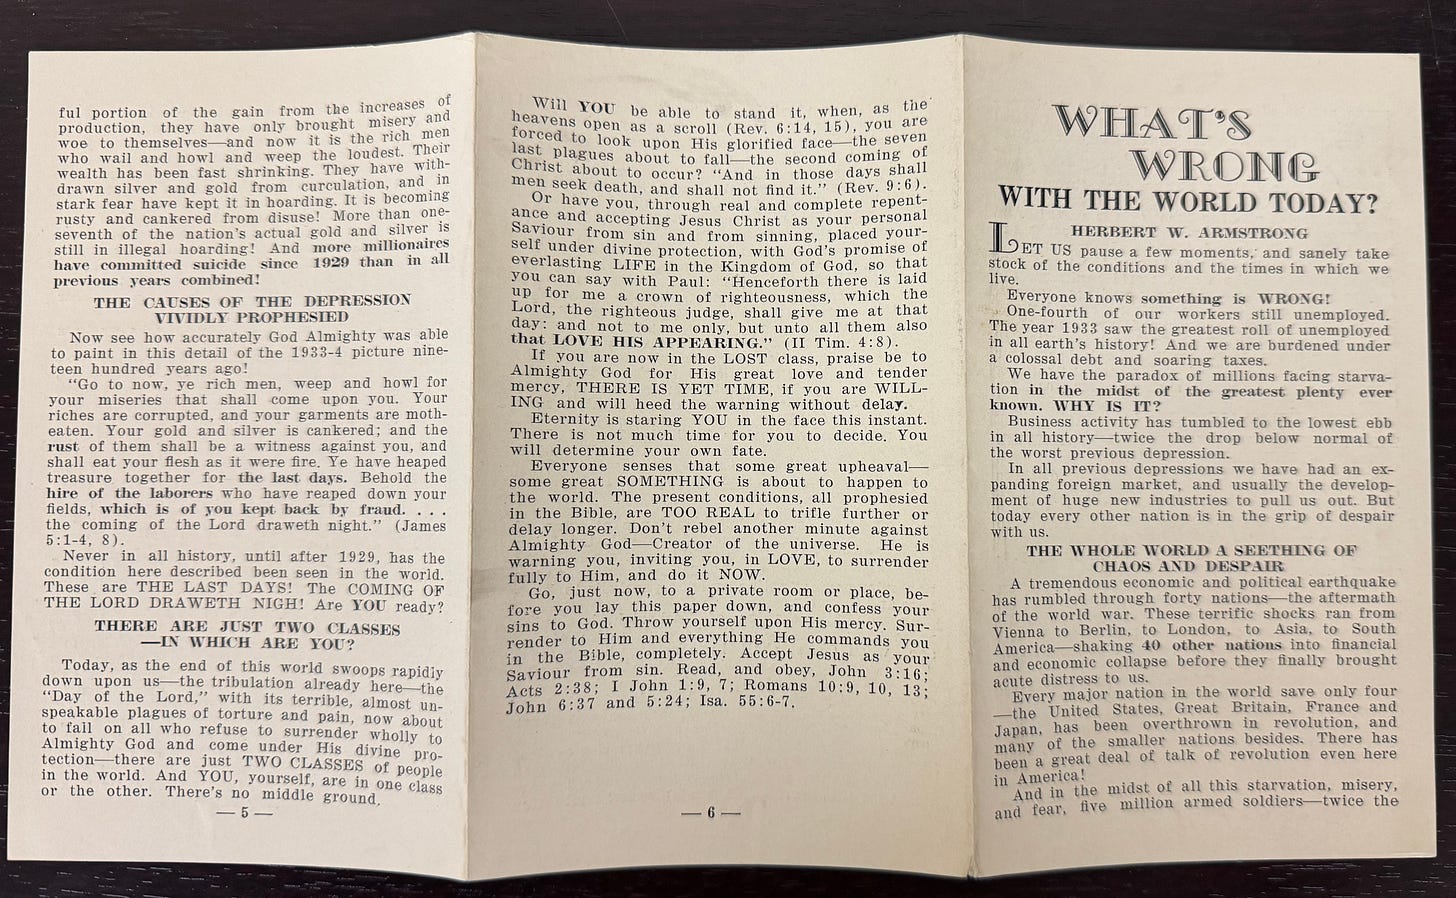 ful portion of the gain from the increases of
production, they have only brought misery and
woe to themselves—and now it is the rich men
who wail and howl and weep the loudest. Their
wealth has been fast shrinking. They have with-
drawn silver and gold from curculation, and in
stark fear have kept it in hoarding. It is becoming
rusty and cankered from disuse! More than one-
seventh of the nation's actual gold and silver is
still in illegal hoarding! And more millionaires
have committed suicide since 1929 than in all
previous years combined!
THE CAUSES OF THE DEPRESSION
VIVIDLY PROPHESIED
Now see how accurately God Almighty was able
to paint in this detail of the 1933-4 picture nine-
teen hundred years ago!
"Go to now, ye rich men, weep and howl for
your miseries that shall come upon you. Your
riches are corrupted, and your garments are moth-
eaten. Your gold and silver is cankered; and the
rust of them shall be a witness against you, and
shall eat your flesh as it were fire. Ye have heaped
treasure together for the last days. Behold the
hire of the laborers who have reaped down your
fields, which is of you kept back by fraud. . . .
the coming of the Lord draweth night." (James
5:1-4, 8).
Never in all history, until after 1929, has the
condition here described been seen in the world.
These are THE LAST DAYS! The COMING OF
THE LORD DRAWETH NIGH! Are YOU ready?
THERE ARE JUST TWO CLASSES
—IN WHICH ARE YOU?
Today, as the end of this world swoops rapidly
down upon us—the tribulation already here—the
"Day of the Lord," with its terrible, almost un-
speakable plagues of torture and pain, now about
to fall on all who refuse to surrender wholly to
Almighty God and come under His divine pro-
tection—there are just TWO CLASSES of people
in the world. And YOU, yourself, are in one class
or the other. There's no middle ground.
— 5 —
Will YOU be able to stand it, when, as the
heavens open as a scroll (Rev. 6:14, 15), you are
forced to look upon His glorified face—the seven
last plagues about to fall—the second coming of
Christ about to occur? "And in those days shall
men seek death, and shall not find it." (Rev. 9:6).
Or have you, through real and complete repent-
ance and accepting Jesus Christ as your personal
Saviour from sin and from sinning, placed your-
self under divine protection, with God's promise of
everlasting LIFE in the Kingdom of God, so that
you can say with Paul: "Henceforth there is laid
up for me a crown of righteousness, which the
Lord, the righteous judge, shall give me at that
day: and not to me only, but unto all them also
that LOVE HIS APPEARING." (II Tim. 4:8).
If you are now in the LOST class, praise be to
Almighty God for His great love and tender
mercy, THERE IS YET TIME, if you are WILL-
ING and will heed the warning without delay.
Eternity is staring YOU in the face this instant.
There is not much time for you to decide. You
will determine your own fate.
Everyone senses that some great upheaval—
some great SOMETHING is about to happen to
the world. The present conditions, all prophesied
in the Bible, are TOO REAL to trifle further or
delay longer. Don't rebel another minute against
Almighty God—Creator of the universe. He is
warning you, inviting you, in LOVE, to surrender
fully to Him, and do it NOW.
Go, just now, to a private room or place, be-
fore you lay this paper down, and confess your
sins to God. Throw yourself upon His mercy. Sur-
render to Him and everything He commands you
in the Bible, completely. Accept Jesus as your
Saviour from sin. Read, and obey, John 3:16;
Acts 2:38; I John 1:9, 7; Romans 10:9, 10, 13;
John 6:37 and 5:24; Isa. 55:6-7.
— 6 —
WHAT'S
WRONG
WITH THE WORLD TODAY?
HERBERT W. ARMSTRONG
LET US pause a few moments, and sanely take
stock of the conditions and the times in which we
live.
Everyone knows something is WRONG!
One-fourth of our workers still unemployed.
The year 1933 saw the greatest roll of unemployed
in all earth's history! And we are burdened under
a colossal debt and soaring taxes.
We have the paradox of millions facing starva-
tion in the midst of the greatest plenty ever
known. WHY IS IT?
Business activity has tumbled to the lowest ebb
in all history—twice the drop below normal of
the worst previous depression.
In all previous depressions we have had an ex-
panding foreign market, and usually the develop-
ment of huge new industries to pull us out. But
today every other nation is in the grip of despair
with us.
THE WHOLE WORLD A SEETHING OF
CHAOS AND DESPAIR
A tremendous economic and political earthquake
has rumbled through forty nations—the aftermath
of the world war. These terrific shocks ran from
Vienna to Berlin, to London, to Asia, to South
America—shaking 40 other nations into financial
and economic collapse before they finally brought
acute distress to us.
Every major nation in the world save only four
—the United States, Great Britain, France and
Japan, has been overthrown in revolution, and
many of the smaller nations besides. There has
been a great deal of talk of revolution even here
in America!
And in the midst of all this starvation, misery,
and fear, five million armed soldiers—twice the